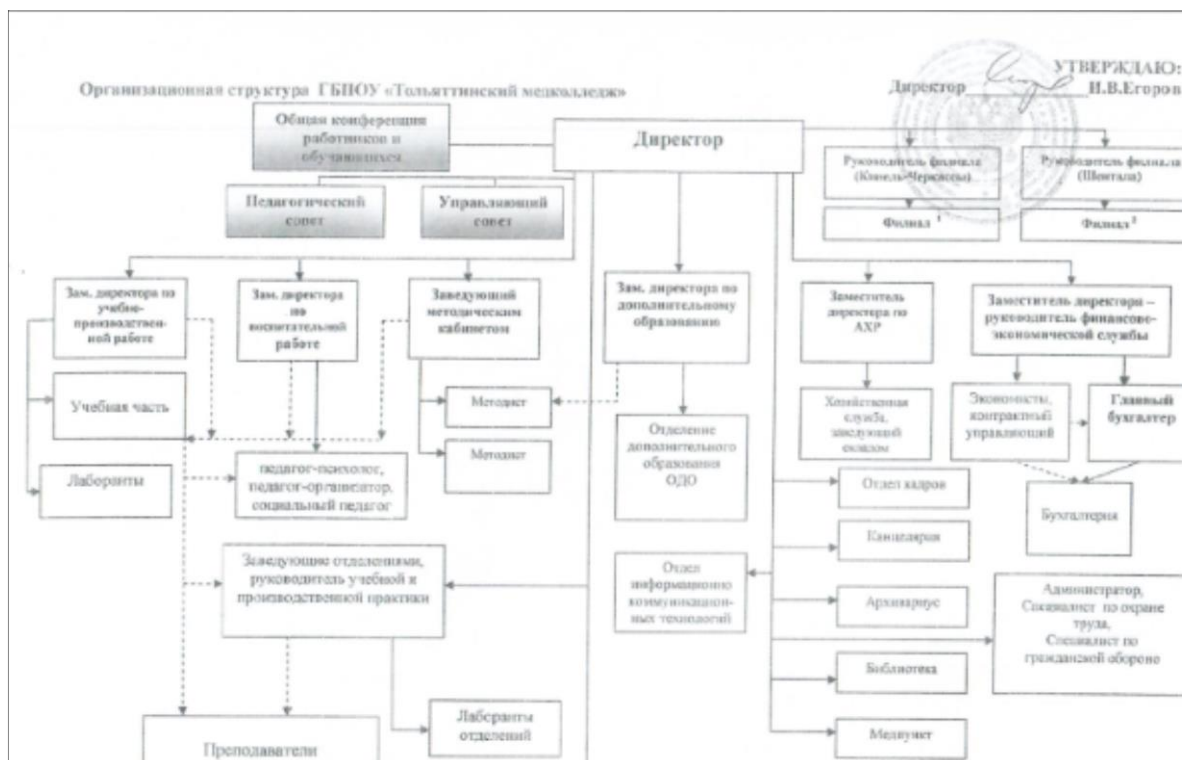 УТВЕРЖДАЮ:
Организационная структура ГБПОУ «Тольяттинский медколледж»
Директор И.В.Егоров
Общая конференция
работников и
обучающихся
Директор
Руководитель филиала
(Кинель-Черкассы)
Руководитель филиала
(Шентала)
Педагогический
совет
Управляющий
совет
Филиал 1
Филиал 2
Зам. директора по
учебно-
производствен-
ной работе
Зам. директора
по
воспитательной
работе
Заведующий
методическим
кабинетом
Зам. директора по
дополнительному
образованию
Заместитель
директора по
АХР
Заместитель директора –
руководитель финансово-
экономической службы
Учебная часть
Методист
Отделение
дополнительного
образования
ОДО
Хозяйственная
служба,
заведующий
складом
Экономисты,
контрактный
управляющий
Главный
бухгалтер
Лаборанты
педагог-психолог,
педагог-организатор,
социальный педагог
Методист
Отдел кадров
Бухгалтерия
Канцелярия
Заведующие отделениями,
руководитель учебной и
производственной практики
Отдел
информационно
коммуникацион-
ных технологий
Архивариус
Администратор,
Специалист по охране
труда,
Специалист по
гражданской обороне
Библиотека
Лаборанты
отделений
Медпункт
Преподаватели